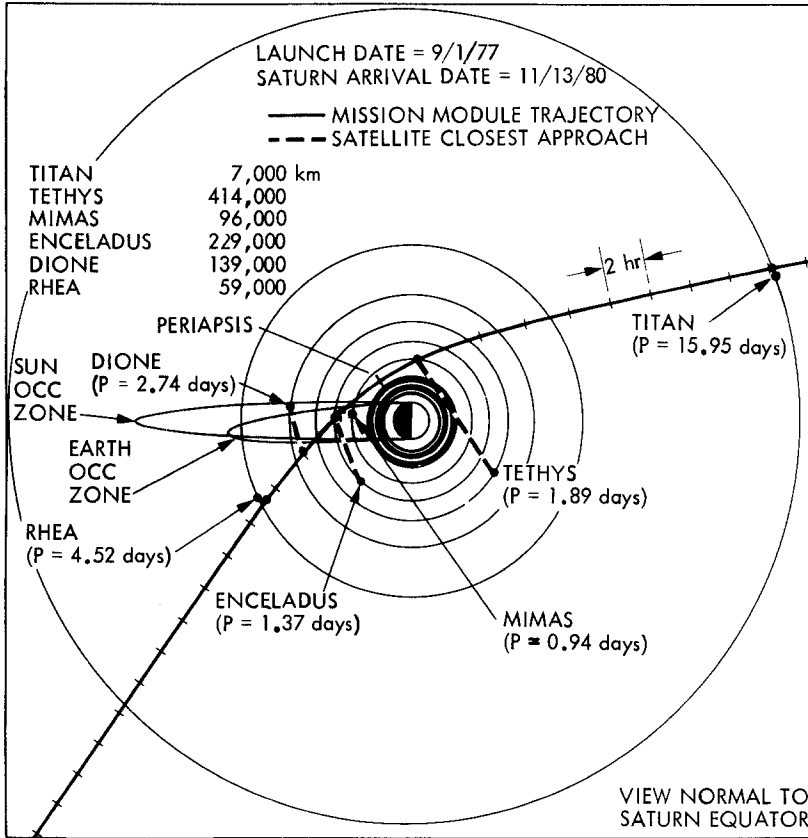 LAUNCH DATE = 9/1/77
SATURN ARRIVAL DATE = 11/13/80
MISSION MODULE TRAJECTORY
SATELLITE CLOSEST APPROACH
TITAN 7,000 km
TETHYS 414,000
MIMAS 96,000
ENCELADUS 229,000
DIONE 139,000
RHEA 59,000
2 hr
PERIAPSIS
TITAN
(P = 15.95 days)
SUN
OCC
ZONE
DIONE
(P = 2.74 days)
EARTH
OCC
ZONE
TETHYS
(P = 1.89 days)
RHEA
(P = 4.52 days)
ENCELADUS
(P = 1.37 days)
MIMAS
(P = 0.94 days)
VIEW NORMAL TO
SATURN EQUATOR